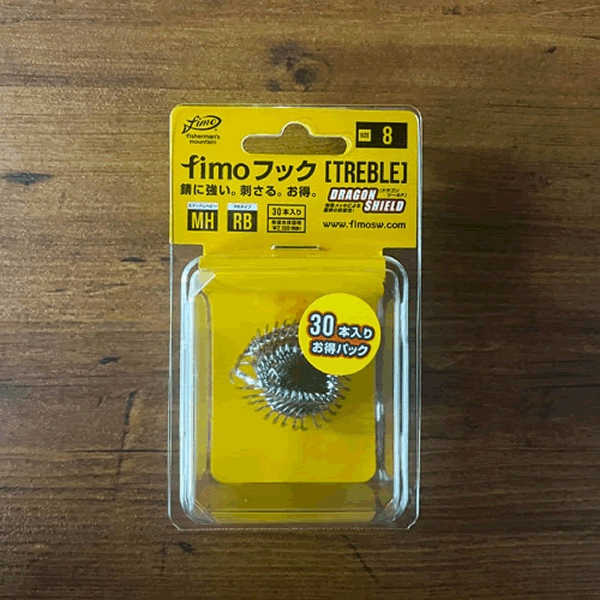 fimo
fishermen's
mountain
SIZE 8
fimoフック [TREBLE]
錆に強い。刺さる。お得。
DRAGON SHIELD
MH RB 30本入り
www.fimosw.com
30本入り
お得パック